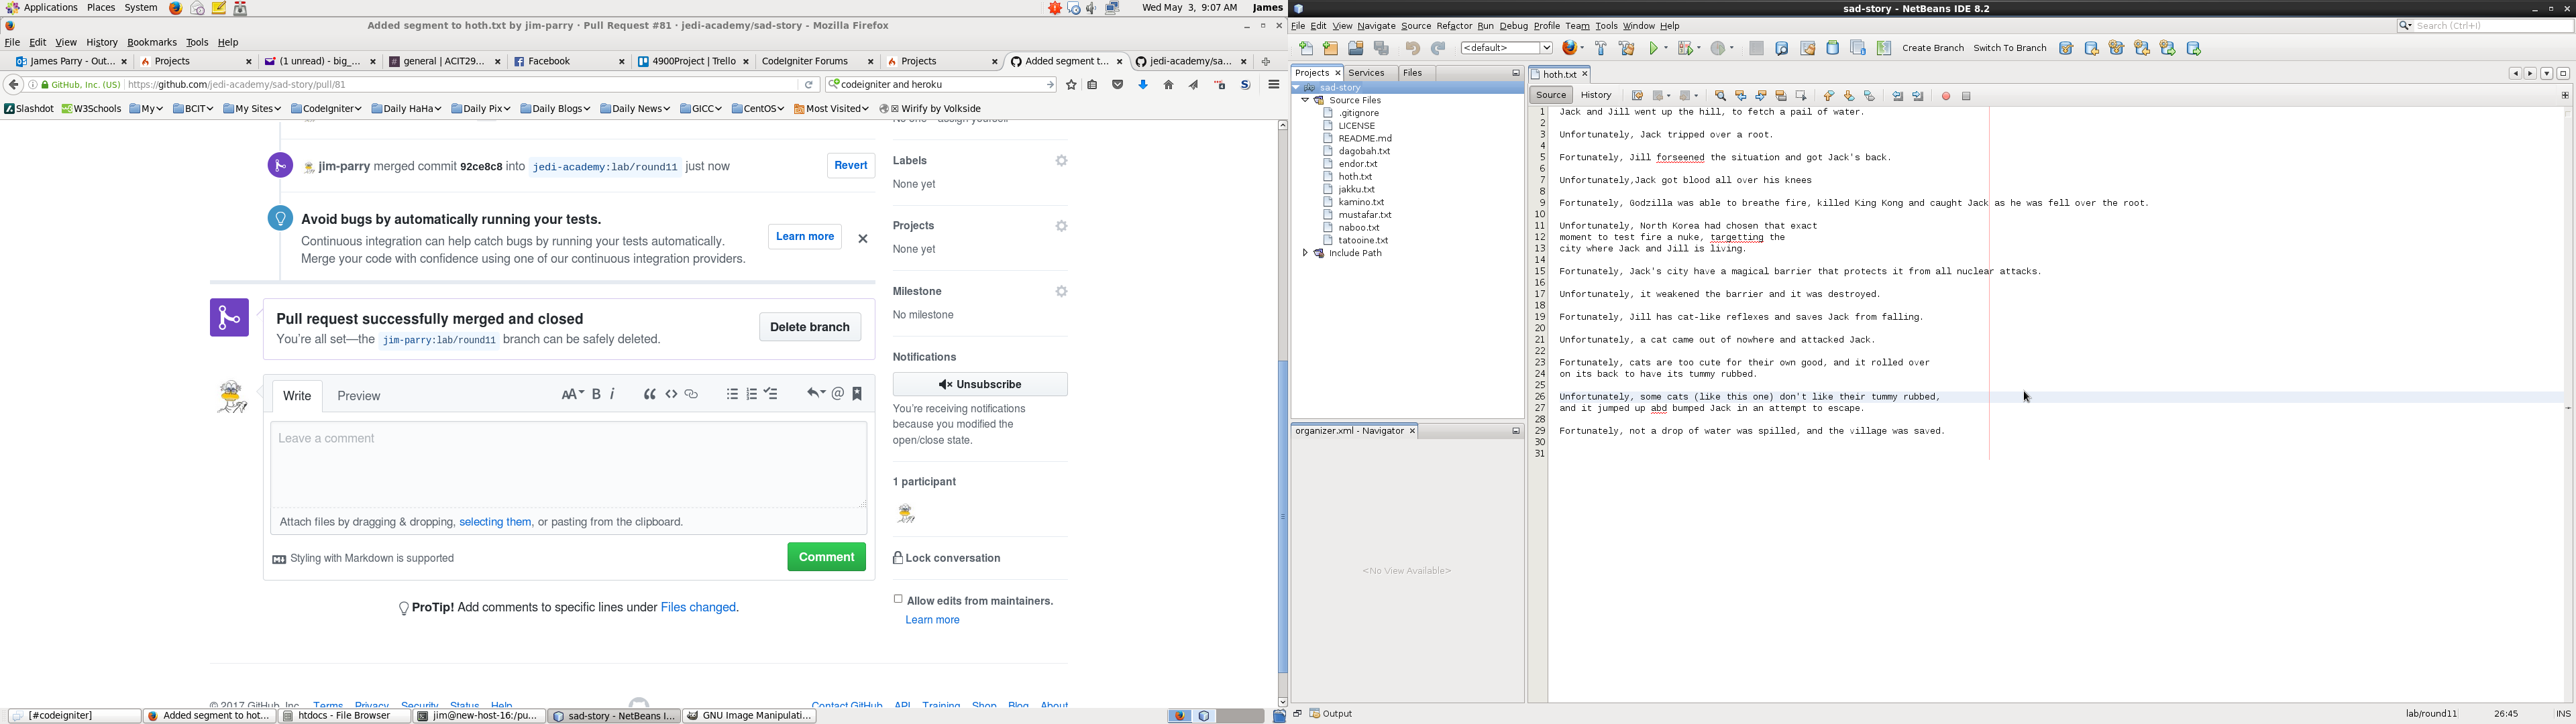 Applications Places System
Wed May 3, 9:07 AM James
Added segment to hoth.txt by jim-parry · Pull Request #81 · jedi-academy/sad-story - Mozilla Firefox
File Edit View History Bookmarks Tools Help
James Parry - Out...
Projects
(1 unread) - big_...
general | ACIT29...
Facebook
4900Project | Trello
CodeIgniter Forums
Projects
Added segment t...
jedi-academy/sa...
GitHub, Inc. (US) https://github.com/jedi-academy/sad-story/pull/81
codeigniter and heroku
Slashdot W3Schools My BCIT My Sites CodeIgniter Daily HaHa Daily Pix Daily Blogs Daily News GICC CentOS Most Visited Wirify by Volkside
No one—assign yourself
jim-parry merged commit 92ce8c8 into jedi-academy:lab/round11 just now
Revert
Avoid bugs by automatically running your tests.
Continuous integration can help catch bugs by running your tests automatically.
Merge your code with confidence using one of our continuous integration providers.
Learn more
Pull request successfully merged and closed
You're all set—the jim-parry:lab/round11 branch can be safely deleted.
Delete branch
Write Preview
AA B i
Leave a comment
Attach files by dragging & dropping, selecting them, or pasting from the clipboard.
Styling with Markdown is supported
Comment
ProTip! Add comments to specific lines under Files changed.
Labels
None yet
Projects
None yet
Milestone
No milestone
Notifications
Unsubscribe
You're receiving notifications
because you modified the
open/close state.
1 participant
Lock conversation
Allow edits from maintainers.
Learn more
© 2017 GitHub, Inc. Terms Privacy Security Status Help
Contact GitHub API Training Shop Blog About
[#codeigniter]
Added segment to hot...
htdocs - File Browser
jim@new-host-16:/pu...
sad-story - NetBeans I...
GNU Image Manipulati...
sad-story - NetBeans IDE 8.2
File Edit View Navigate Source Refactor Run Debug Profile Team Tools Window Help
Search (Ctrl+I)
<default>
Create Branch Switch To Branch
Projects Services Files
sad-story
Source Files
.gitignore
LICENSE
README.md
dagobah.txt
endor.txt
hoth.txt
jakku.txt
kamino.txt
mustafar.txt
naboo.txt
tatooine.txt
Include Path
organizer.xml - Navigator
<No View Available>
hoth.txt
Source History
1 Jack and Jill went up the hill, to fetch a pail of water.
2
3 Unfortunately, Jack tripped over a root.
4
5 Fortunately, Jill forseened the situation and got Jack's back.
6
7 Unfortunately,Jack got blood all over his knees
8
9 Fortunately, Godzilla was able to breathe fire, killed King Kong and caught Jack as he was fell over the root.
10
11 Unfortunately, North Korea had chosen that exact
12 moment to test fire a nuke, targetting the
13 city where Jack and Jill is living.
14
15 Fortunately, Jack's city have a magical barrier that protects it from all nuclear attacks.
16
17 Unfortunately, it weakened the barrier and it was destroyed.
18
19 Fortunately, Jill has cat-like reflexes and saves Jack from falling.
20
21 Unfortunately, a cat came out of nowhere and attacked Jack.
22
23 Fortunately, cats are too cute for their own good, and it rolled over
24 on its back to have its tummy rubbed.
25
26 Unfortunately, some cats (like this one) don't like their tummy rubbed,
27 and it jumped up abd bumped Jack in an attempt to escape.
28
29 Fortunately, not a drop of water was spilled, and the village was saved.
30
31
Output
lab/round11 26:45 INS